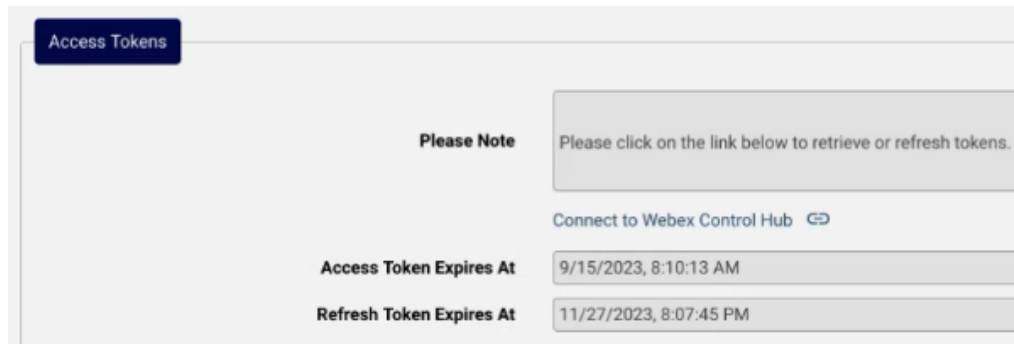 Access Tokens
Please Note
Please click on the link below to retrieve or refresh tokens.
Connect to Webex Control Hub
Access Token Expires At
9/15/2023, 8:10:13 AM
Refresh Token Expires At
11/27/2023, 8:07:45 PM